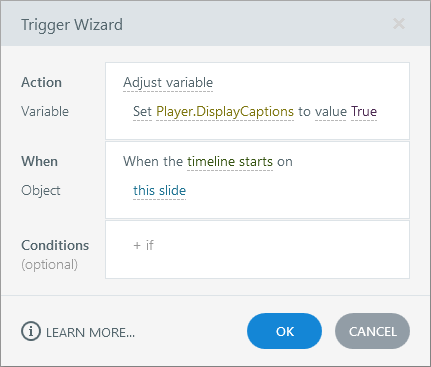 Trigger Wizard
Action
Adjust variable
Variable
Set Player.DisplayCaptions to value True
When
When the timeline starts on
Object
this slide
Conditions
+ if
(optional)
LEARN MORE...
OK
CANCEL